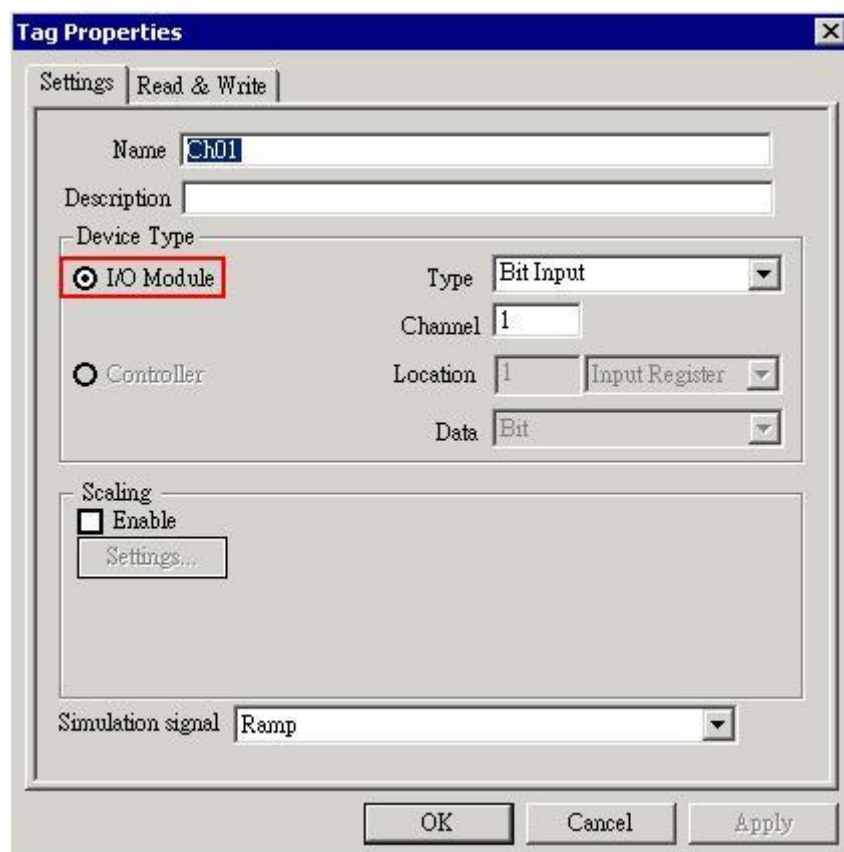 Tag Properties
Settings Read & Write
Name Ch01
Description
Device Type
I/O Module Type Bit Input
Channel 1
Controller Location 1 Input Register
Data Bit
Scaling
Enable
Settings...
Simulation signal Ramp
OK Cancel Apply